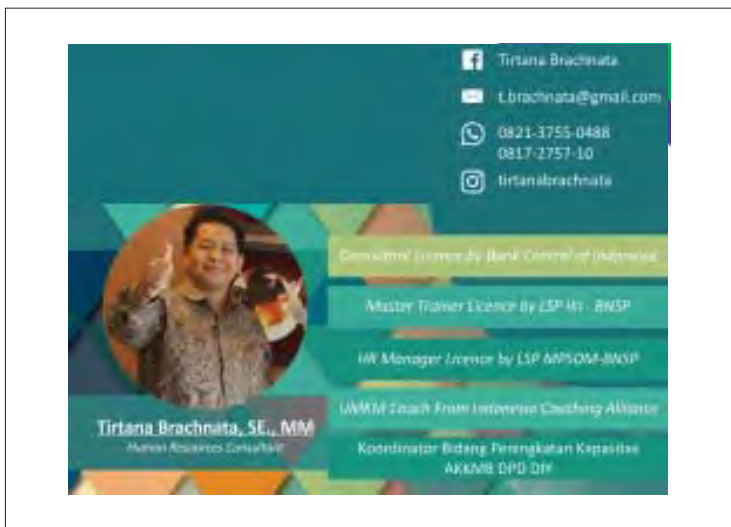 Tirtana Brachnata
t.brachnata@gmail.com
0821-3755-0488
0817-2757-10
tirtanabrachnata
Consultant Licence by Bank Central of Indonesia
Master Trainer Licence by LSP - BNSP
HR Manager Licence by LSP MPSDM-BNSP
UMKM Coach From Indonesia Coaching Alliance
Tirtana Brachnata, SE., MM
Human Resources Consultant
Koordinator Bidang Peningkatan Kapasitas
AKKMB DPD DIY